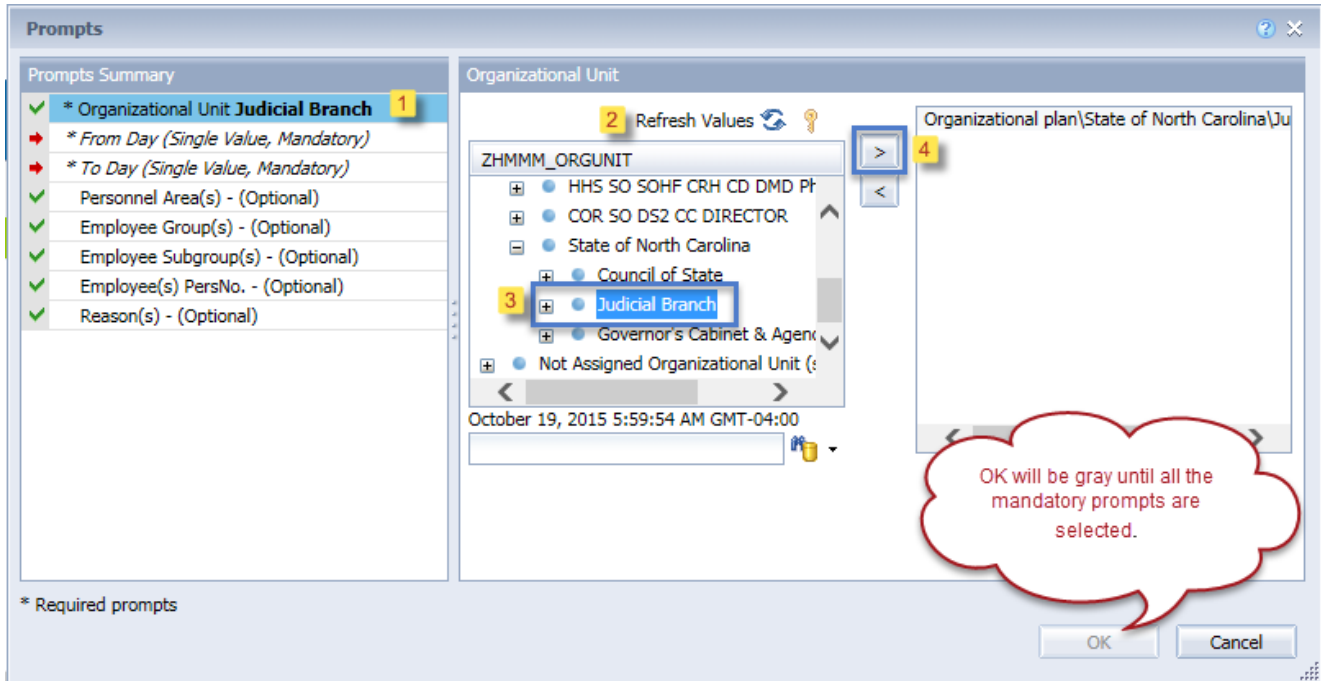 Prompts
Prompts Summary
* Organizational Unit Judicial Branch 1
* From Day (Single Value, Mandatory)
* To Day (Single Value, Mandatory)
Personnel Area(s) - (Optional)
Employee Group(s) - (Optional)
Employee Subgroup(s) - (Optional)
Employee(s) PersNo. - (Optional)
Reason(s) - (Optional)
Organizational Unit
2 Refresh Values
ZHMMM_ORGUNIT
HHS SO SOHF CRH CD DMD Ph
COR SO DS2 CC DIRECTOR
State of North Carolina
Council of State
3 Judicial Branch
Governor's Cabinet & Agenc
Not Assigned Organizational Unit (s
October 19, 2015 5:59:54 AM GMT-04:00
> 4
<
Organizational plan\State of North Carolina\Ju
OK will be gray until all the
mandatory prompts are
selected.
* Required prompts
OK Cancel